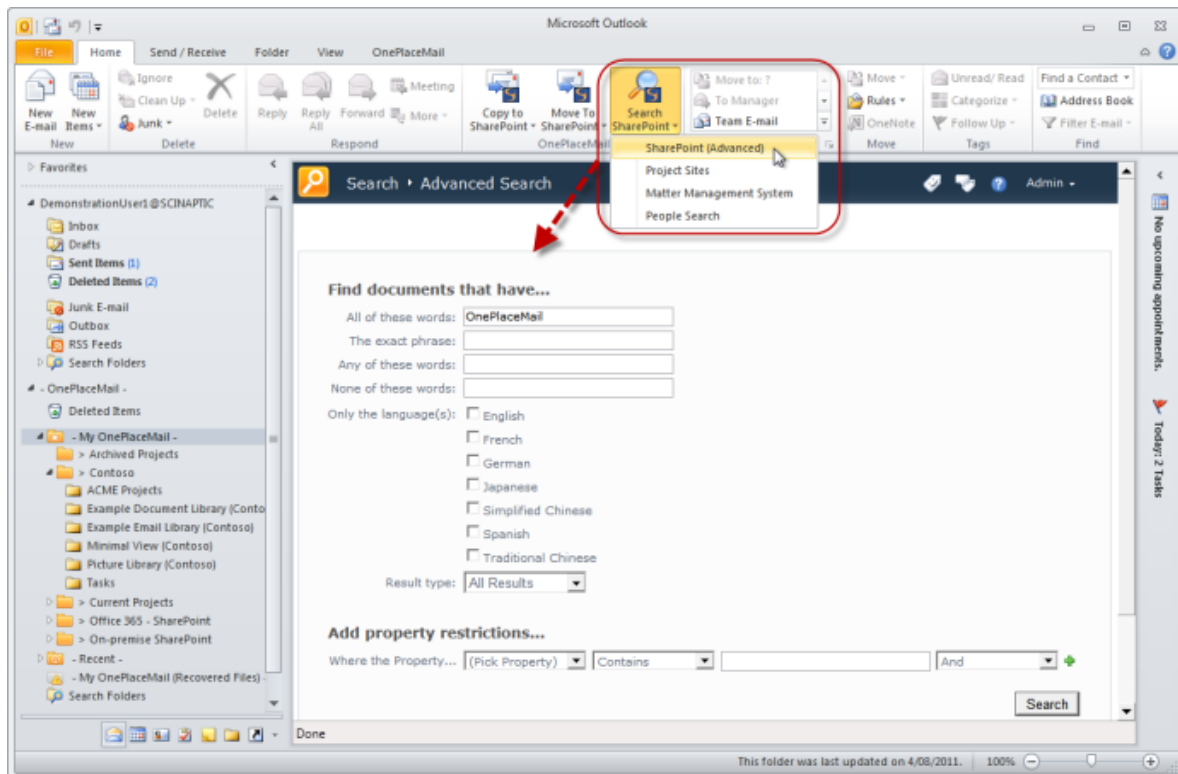 Microsoft Outlook
File Home Send / Receive Folder View OnePlaceMail
New E-mail
New Items
New
Ignore
Clean Up
Junk
Delete
Delete
Reply
Reply All
Forward
Meeting
More
Respond
Copy to SharePoint
Move To SharePoint
Search SharePoint
OnePlaceMail
Move to: ?
To Manager
Team E-mail
Move
Rules
OneNote
Move
Unread/ Read
Categorize
Follow Up
Tags
Find a Contact
Address Book
Filter E-mail
Find
SharePoint (Advanced)
Project Sites
Matter Management System
People Search
Favorites
DemonstrationUser1@SCINAPTIC
Inbox
Drafts
Sent Items (1)
Deleted Items (2)
Junk E-mail
Outbox
RSS Feeds
Search Folders
- OnePlaceMail -
Deleted Items
- My OnePlaceMail -
> Archived Projects
> Contoso
ACME Projects
Example Document Library (Conto
Example Email Library (Contoso)
Minimal View (Contoso)
Picture Library (Contoso)
Tasks
> Current Projects
> Office 365 - SharePoint
> On-premise SharePoint
- Recent -
- My OnePlaceMail (Recovered Files) -
Search Folders
Search Advanced Search
Admin
Find documents that have...
All of these words: OnePlaceMail
The exact phrase:
Any of these words:
None of these words:
Only the language(s): English
French
German
Japanese
Simplified Chinese
Spanish
Traditional Chinese
Result type: All Results
Add property restrictions...
Where the Property... (Pick Property) Contains And
Search
Done
No upcoming appointments.
Today: 2 Tasks
This folder was last updated on 4/08/2011. 100%